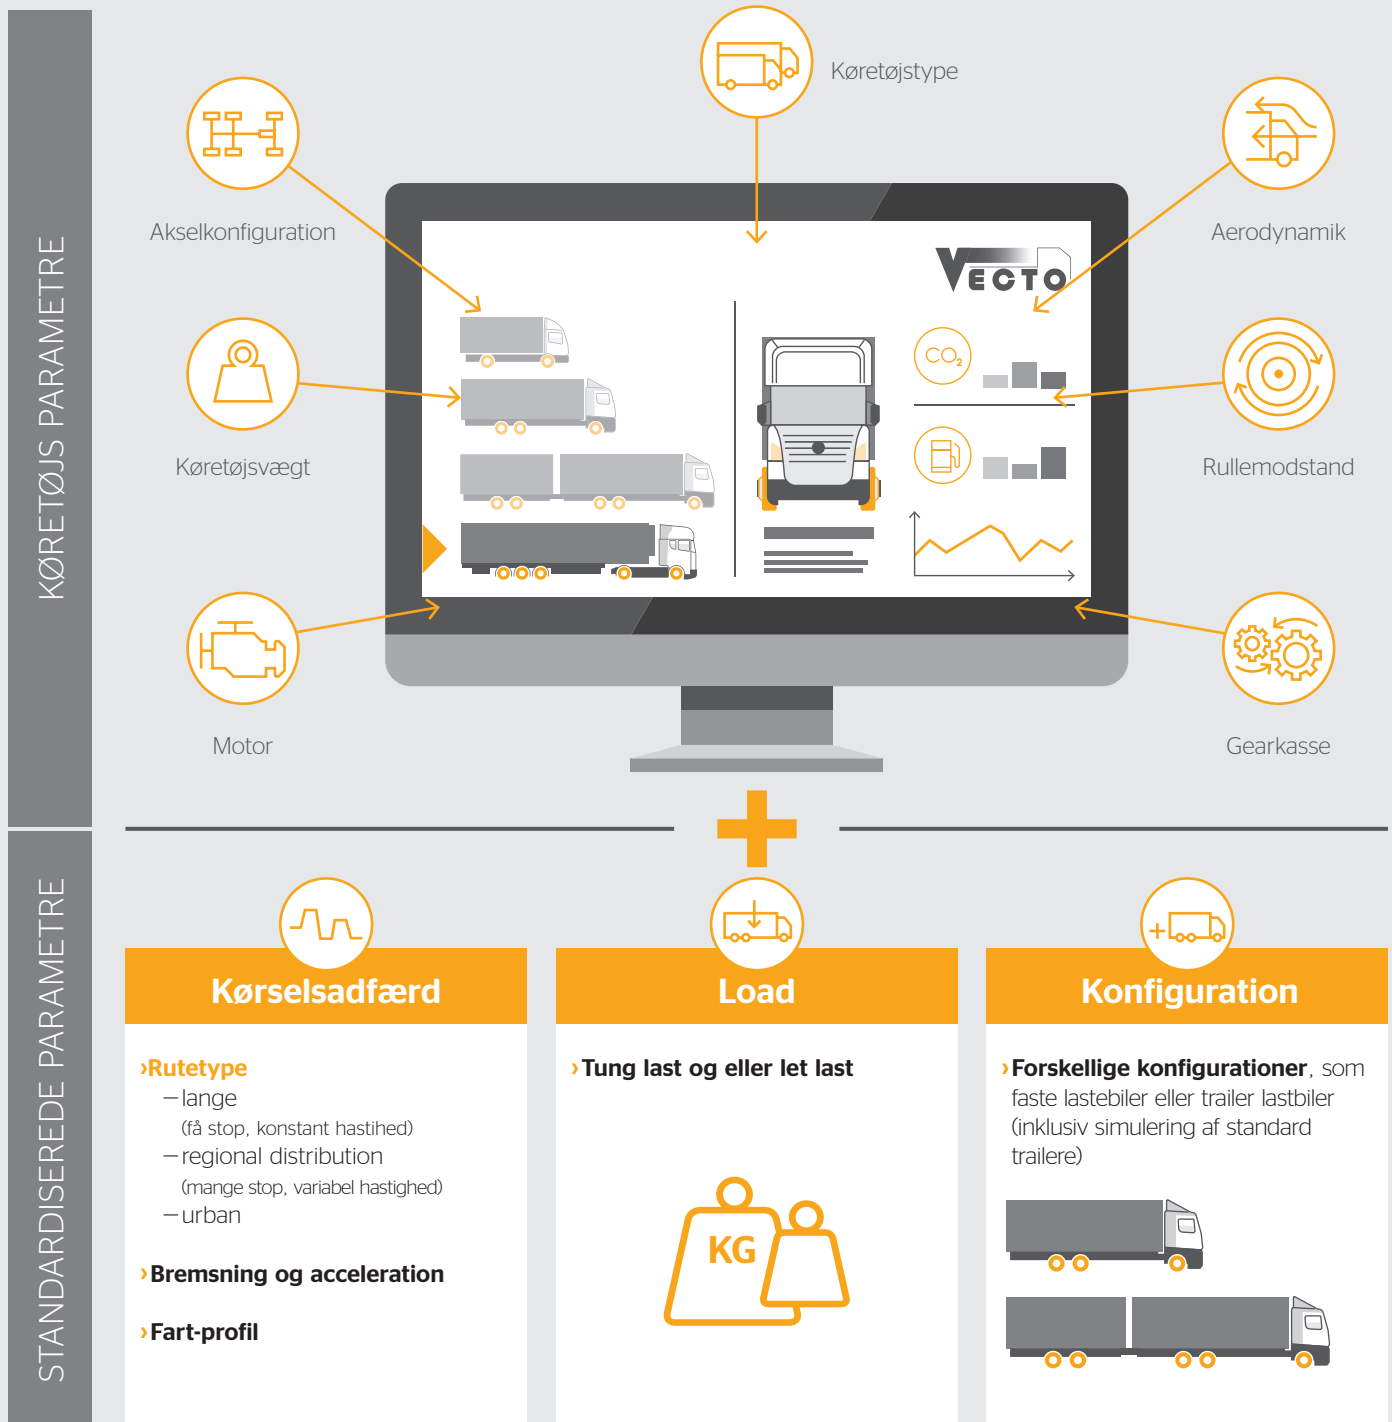 KØRETØJS PARAMETRE
Køretøjstype
Akselkonfiguration
Aerodynamik
VECTO
CO₂
Køretøjsvægt
Rullemodstand
Motor
Gearkasse
STANDARDISEREDE PARAMETRE
Kørselsadfærd
›Rutetype
–lange
(få stop, konstant hastihed)
–regional distribution
(mange stop, variabel hastighed)
–urban
›Bremsning og acceleration
›Fart-profil
Load
›Tung last og eller let last
KG
Konfiguration
›Forskellige konfigurationer, som
faste lastebiler eller trailer lastbiler
(inklusiv simulering af standard
trailere)